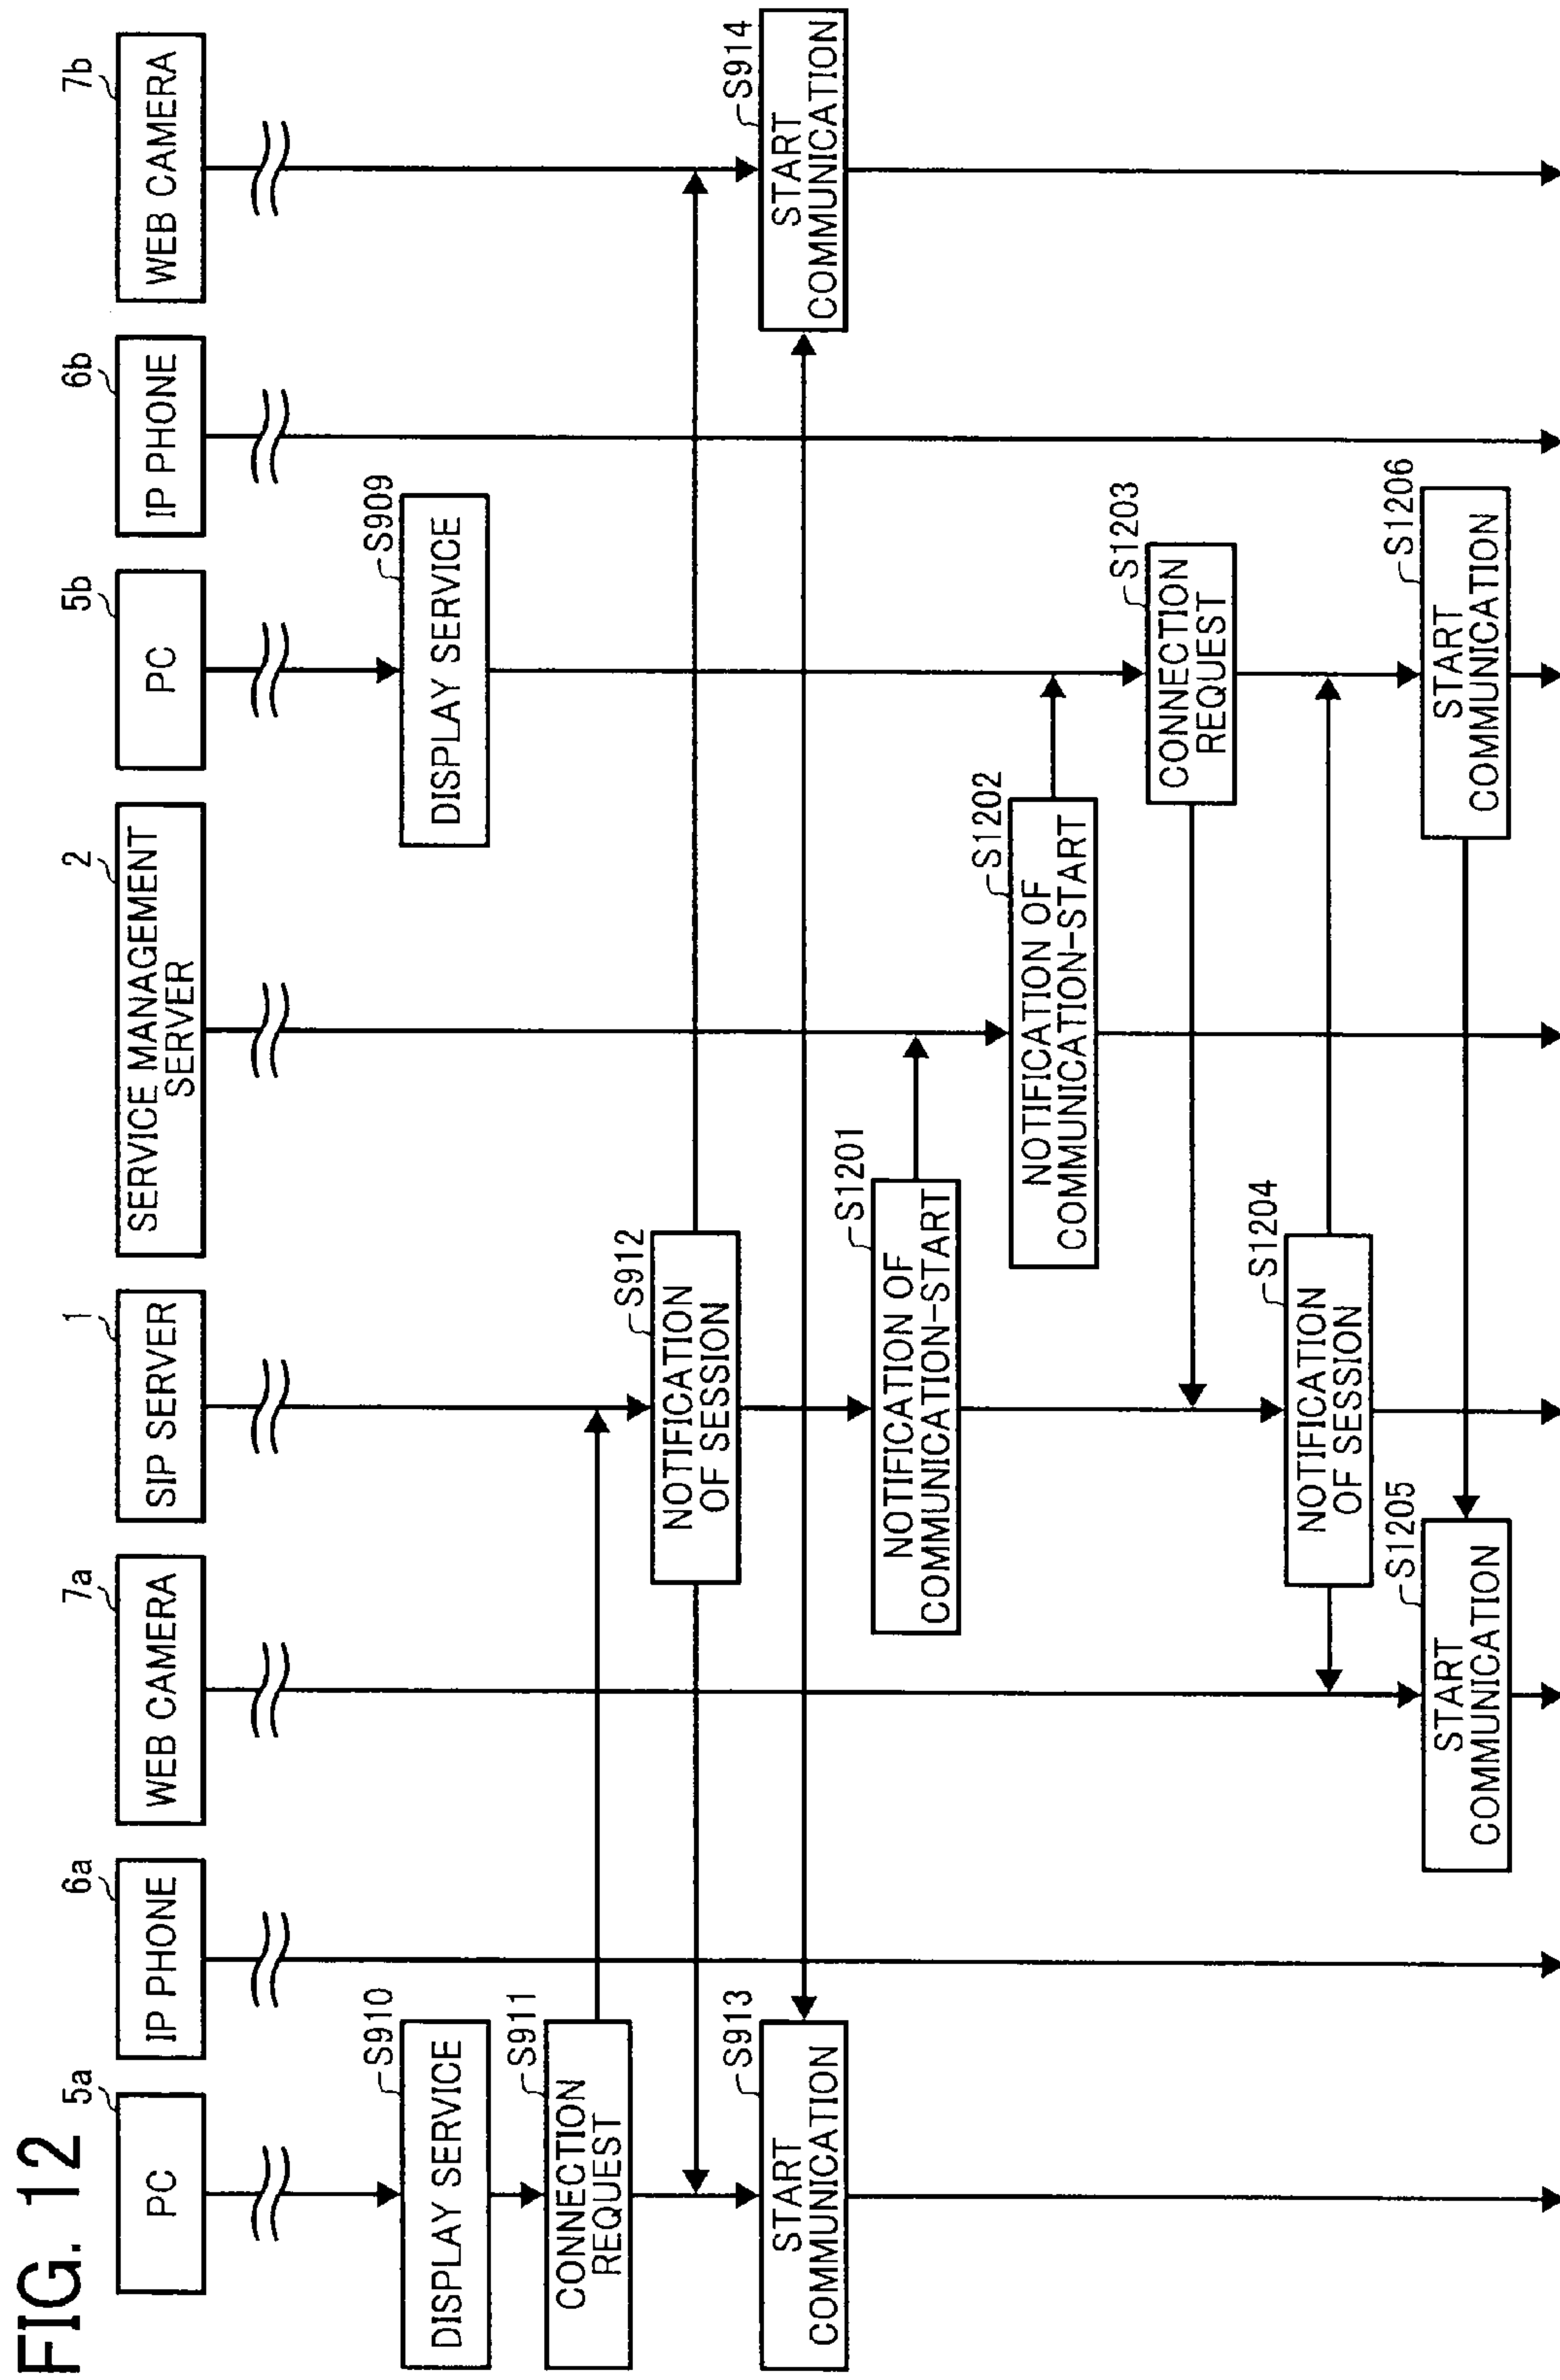 FIG. 12
5a
PC
6a
IP PHONE
7a
WEB CAMERA
1
SIP SERVER
2
SERVICE MANAGEMENT
SERVER
5b
PC
6b
IP PHONE
7b
WEB CAMERA
S910
DISPLAY SERVICE
S909
DISPLAY SERVICE
S911
CONNECTION
REQUEST
S912
NOTIFICATION
OF SESSION
S913
START
COMMUNICATION
S914
START
COMMUNICATION
S1201
NOTIFICATION OF
COMMUNICATION-START
S1202
NOTIFICATION OF
COMMUNICATION-START
S1203
CONNECTION
REQUEST
S1204
NOTIFICATION
OF SESSION
S1205
START
COMMUNICATION
S1206
START
COMMUNICATION